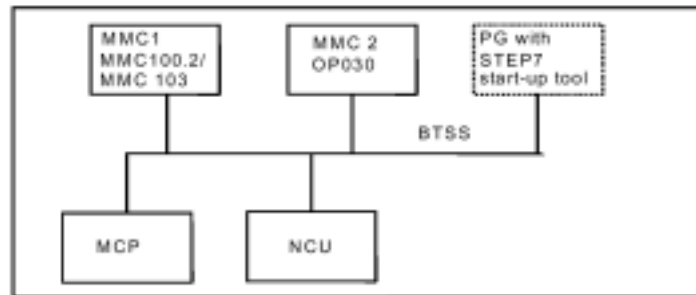 MMC1
MMC100.2/
MMC 103
MMC 2
OP030
PG with
STEP7
start-up tool
BTSS
MCP
NCU